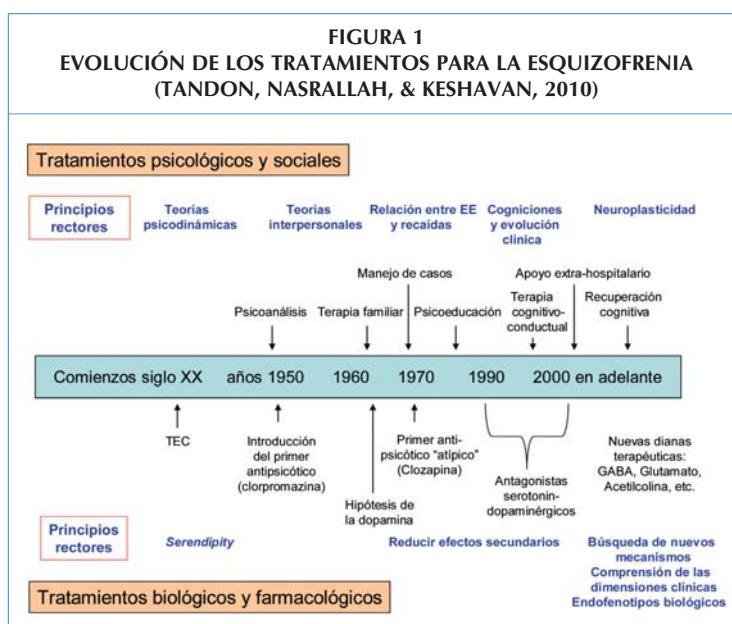 FIGURA 1
EVOLUCIÓN DE LOS TRATAMIENTOS PARA LA ESQUIZOFRENIA
(TANDON, NASRALLAH, & KESHAVAN, 2010)
Tratamientos psicológicos y sociales
Principios
rectores
Teorías
psicodinámicas
Teorías
interpersonales
Relación entre EE
y recaídas
Cogniciones
y evolución
clínica
Neuroplasticidad
Manejo de casos
Apoyo extra-hospitalario
Psicoanálisis
Terapia familiar
Psicoeducación
Terapia
cognitivo-
conductual
Recuperación
cognitiva
Comienzos siglo XX años 1950 1960 1970 1990 2000 en adelante
TEC
Introducción
del primer
antipsicótico
(clorpromazina)
Hipótesis de
la dopamina
Primer anti-
psicótico "atípico"
(Clozapina)
Antagonistas
serotonin-
dopaminérgicos
Nuevas dianas
terapéuticas:
GABA, Glutamato,
Acetilcolina, etc.
Principios
rectores
Serendipity
Reducir efectos secundarios
Búsqueda de nuevos
mecanismos
Comprensión de las
dimensiones clínicas
Endofenotipos biológicos
Tratamientos biológicos y farmacológicos